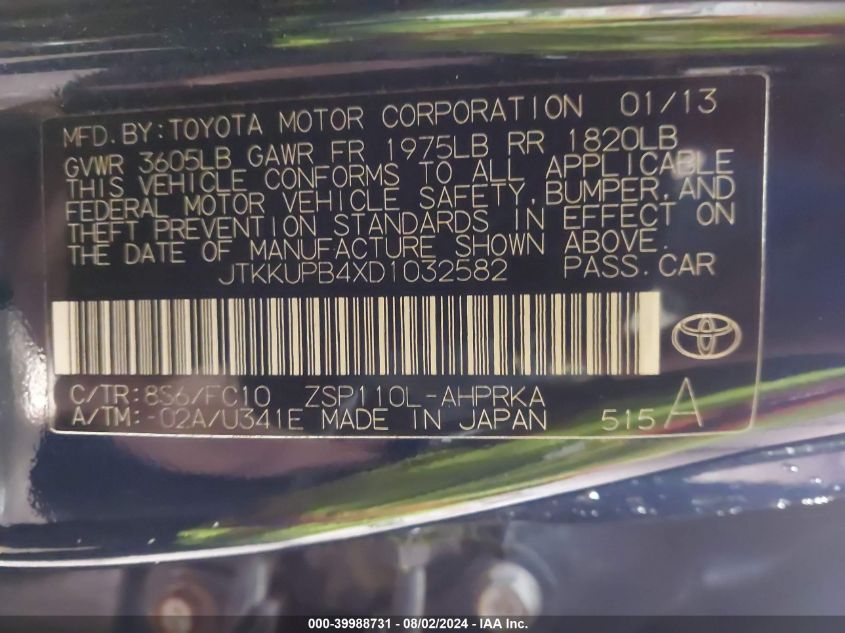 MFD. BY: TOYOTA MOTOR CORPORATION 01/13
GVWR 3605LB GAWR FR 1975LB RR 1820LB
THIS VEHICLE CONFORMS TO ALL APPLICABLE
FEDERAL MOTOR VEHICLE SAFETY, BUMPER, AND
THEFT PREVENTION STANDARDS IN EFFECT ON
THE DATE OF MANUFACTURE SHOWN ABOVE.
JTKKUPB4XD1032582 PASS. CAR
C/TR: 8S6/FC10 ZSP110L-AHPRKA
A/TM: -02A/U341E MADE IN JAPAN 515 A
000-39988731 - 08/02/2024 - IAA Inc.